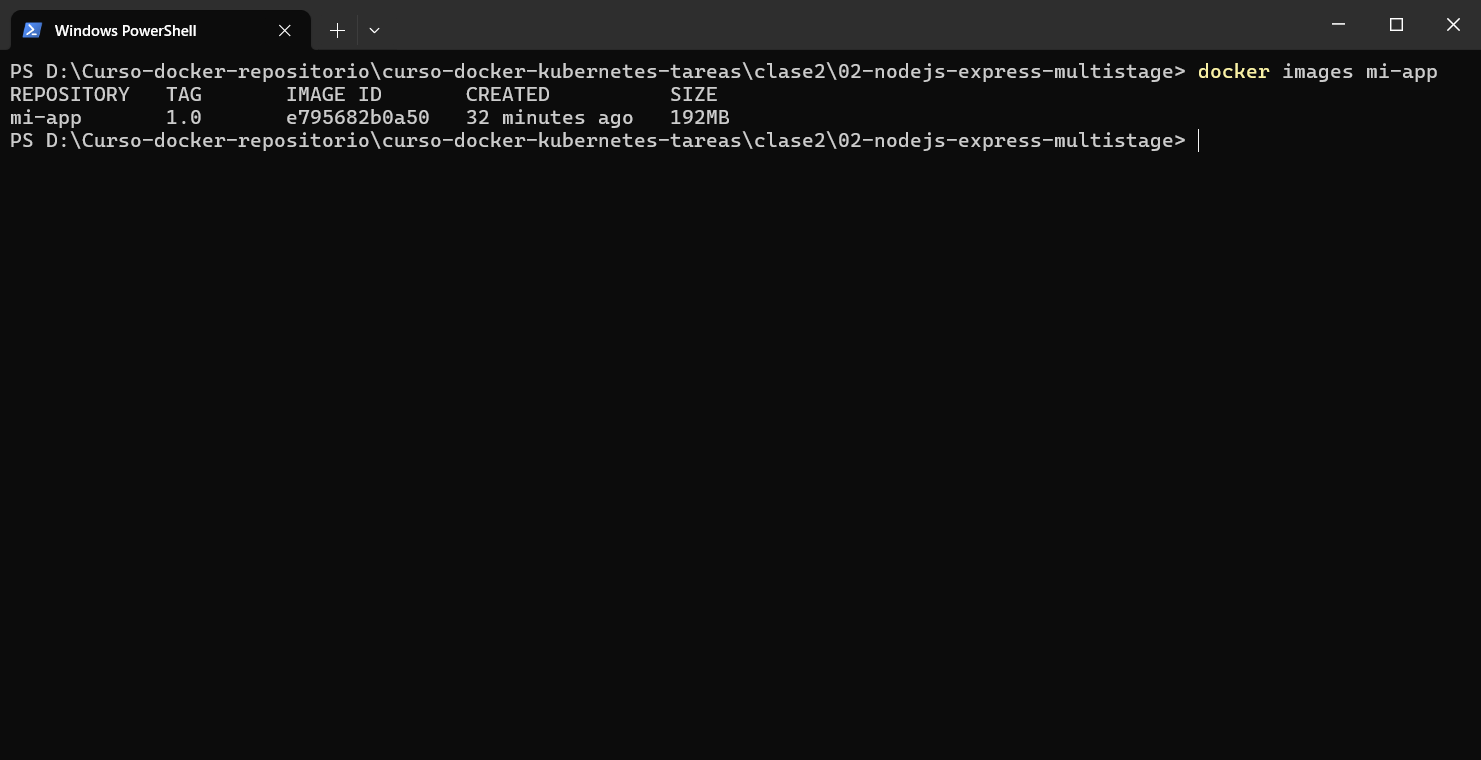 Windows PowerShell
PS D:\Curso-docker-repositorio\curso-docker-kubernetes-tareas\clase2\02-nodejs-express-multistage> docker images mi-app
REPOSITORY   TAG       IMAGE ID       CREATED          SIZE
mi-app       1.0       e795682b0a50   32 minutes ago   192MB
PS D:\Curso-docker-repositorio\curso-docker-kubernetes-tareas\clase2\02-nodejs-express-multistage>